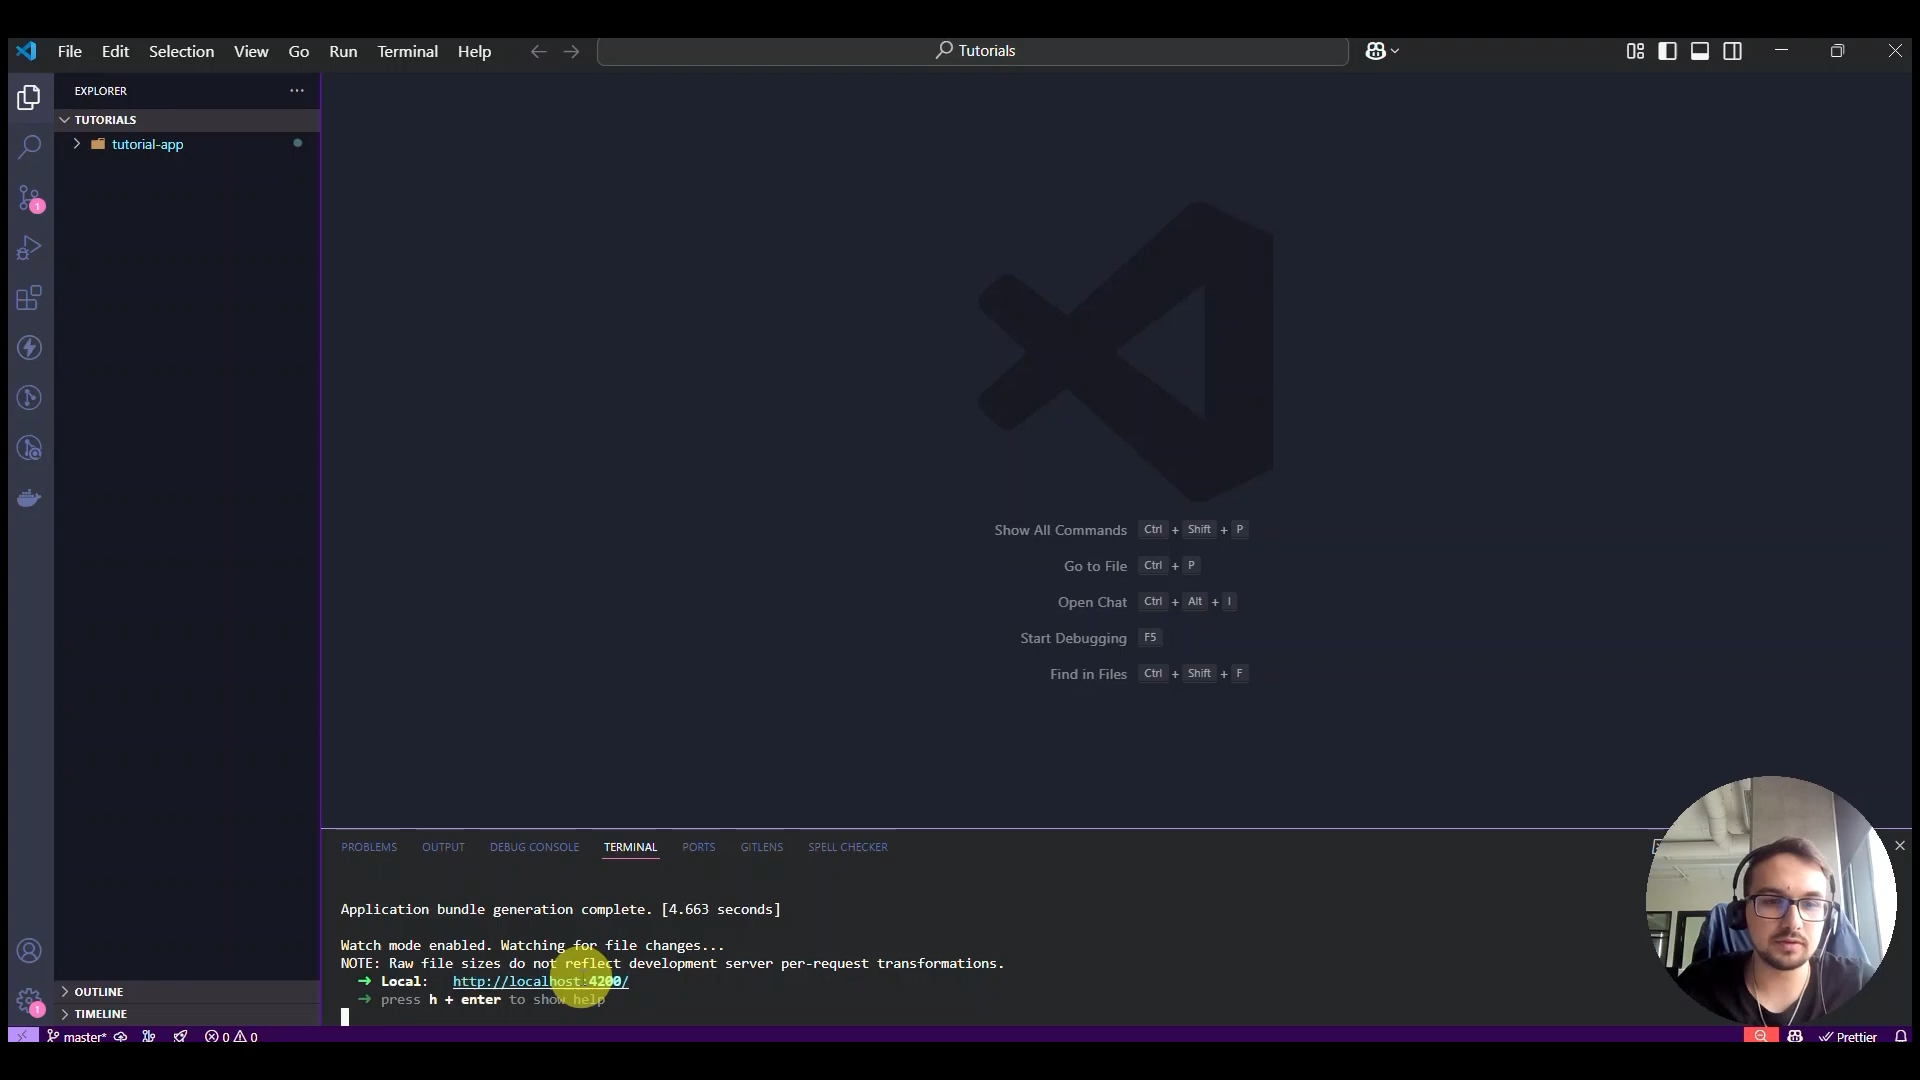 File Edit Selection View Go Run Terminal Help
Tutorials
EXPLORER
TUTORIALS
tutorial-app
1
Show All Commands Ctrl + Shift + P
Go to File Ctrl + P
Open Chat Ctrl + Alt + I
Start Debugging F5
Find in Files Ctrl + Shift + F
PROBLEMS OUTPUT DEBUG CONSOLE TERMINAL PORTS GITLENS SPELL CHECKER
Application bundle generation complete. [4.663 seconds]
Watch mode enabled. Watching for file changes...
NOTE: Raw file sizes do not reflect development server per-request transformations.
➜ Local: http://localhost:4200/
➜ press h + enter to show help
OUTLINE
TIMELINE
1
master* 0 0 Prettier